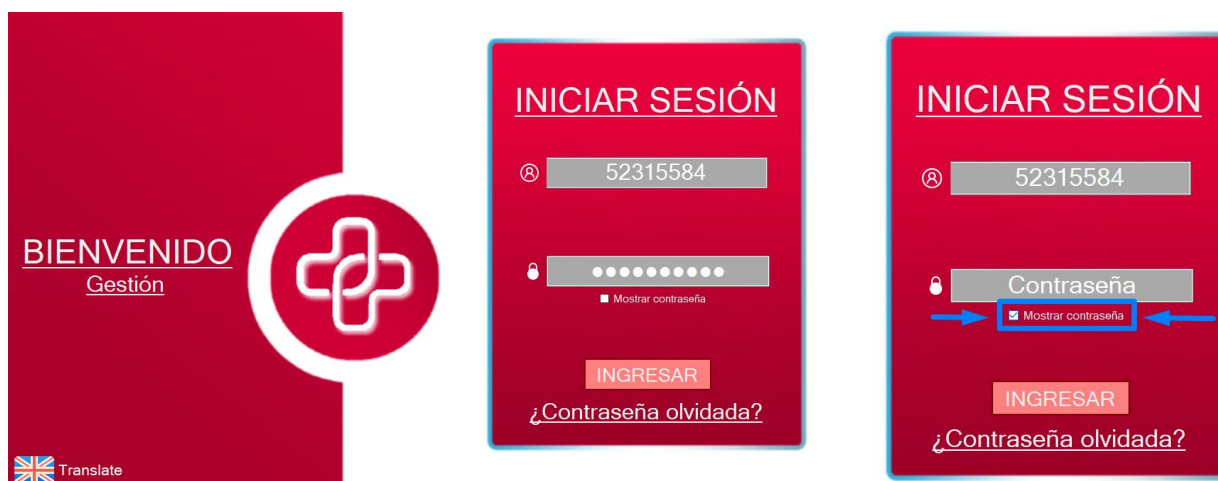 BIENVENIDO
Gestión
Translate
INICIAR SESIÓN
52315584
●●●●●●●●●●
Mostrar contraseña
INGRESAR
¿Contraseña olvidada?
INICIAR SESIÓN
52315584
Contraseña
Mostrar contraseña
INGRESAR
¿Contraseña olvidada?